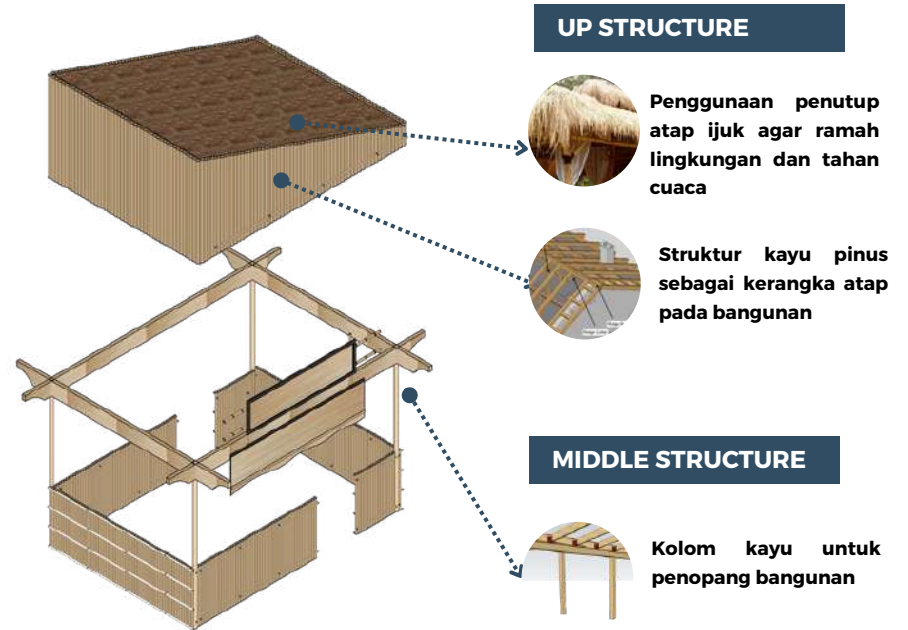 UP STRUCTURE
Penggunaan penutup
atap ijuk agar ramah
lingkungan dan tahan
cuaca
Struktur kayu pinus
sebagai kerangka atap
pada bangunan
MIDDLE STRUCTURE
Kolom kayu untuk
penopang bangunan